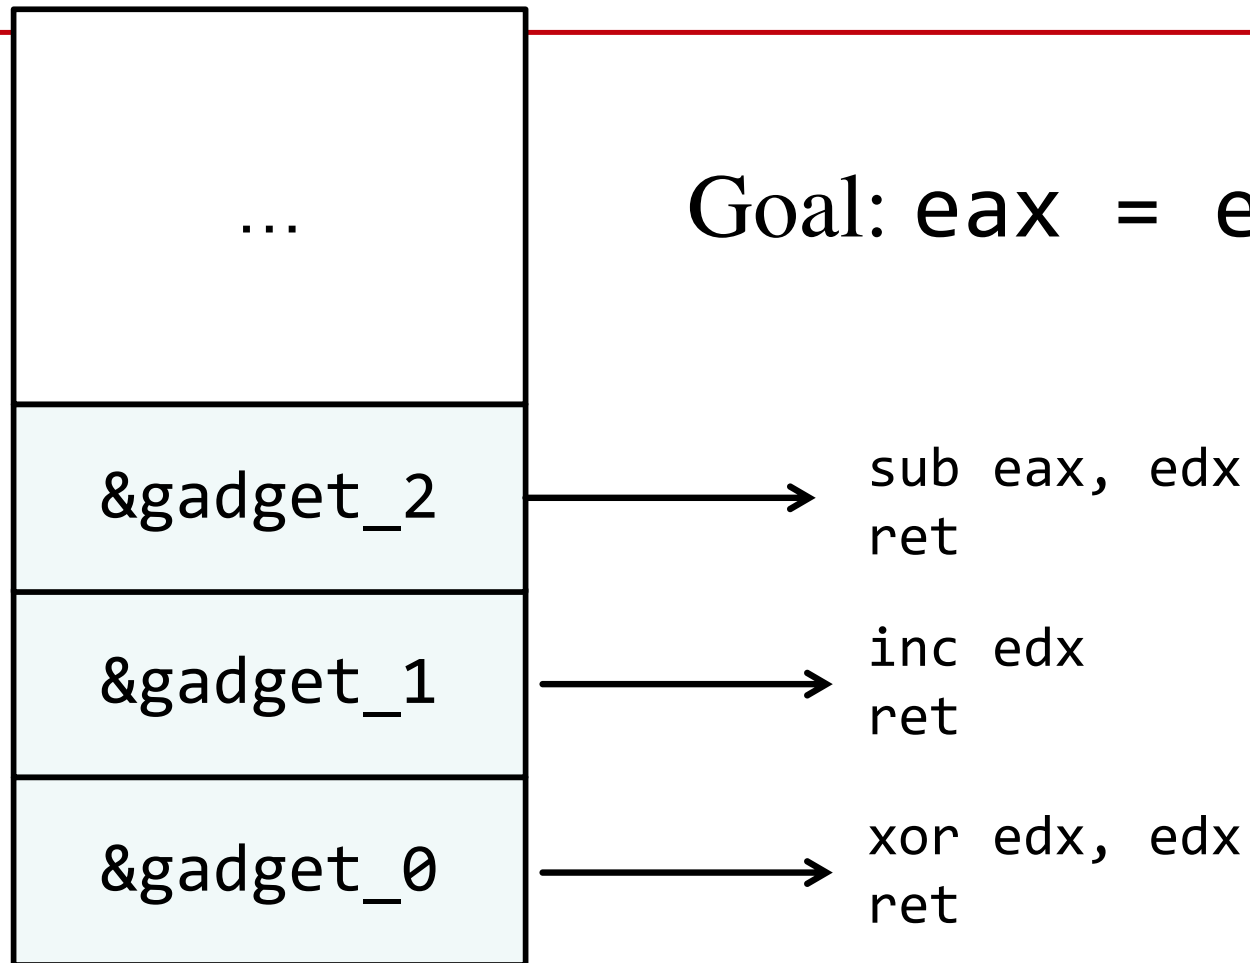 ...
Goal: eax = e
&gadget_2
sub eax, edx
ret
&gadget_1
inc edx
ret
&gadget_0
xor edx, edx
ret